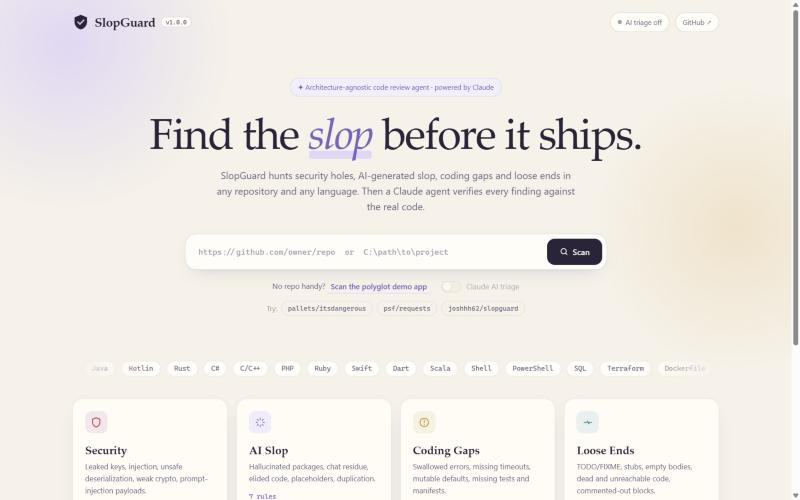 SlopGuard v1.0.0
AI triage off
GitHub ↗
✦ Architecture-agnostic code review agent · powered by Claude
Find the slop before it ships.
SlopGuard hunts security holes, AI-generated slop, coding gaps and loose ends in
any repository and any language. Then a Claude agent verifies every finding against
the real code.
https://github.com/owner/repo or C:\path\to\project
Scan
No repo handy? Scan the polyglot demo app
Claude AI triage
Try: pallets/itsdangerous psf/requests joshhh62/slopguard
Java Kotlin Rust C# C/C++ PHP Ruby Swift Dart Scala Shell PowerShell SQL Terraform Dockerfile
Security
Leaked keys, injection, unsafe
deserialization, weak crypto, prompt-
injection payloads.
AI Slop
Hallucinated packages, chat residue,
elided code, placeholders, duplication.
7 rules
Coding Gaps
Swallowed errors, missing timeouts,
mutable defaults, missing tests and
manifests.
Loose Ends
TODO/FIXME, stubs, empty bodies,
dead and unreachable code,
commented-out blocks.